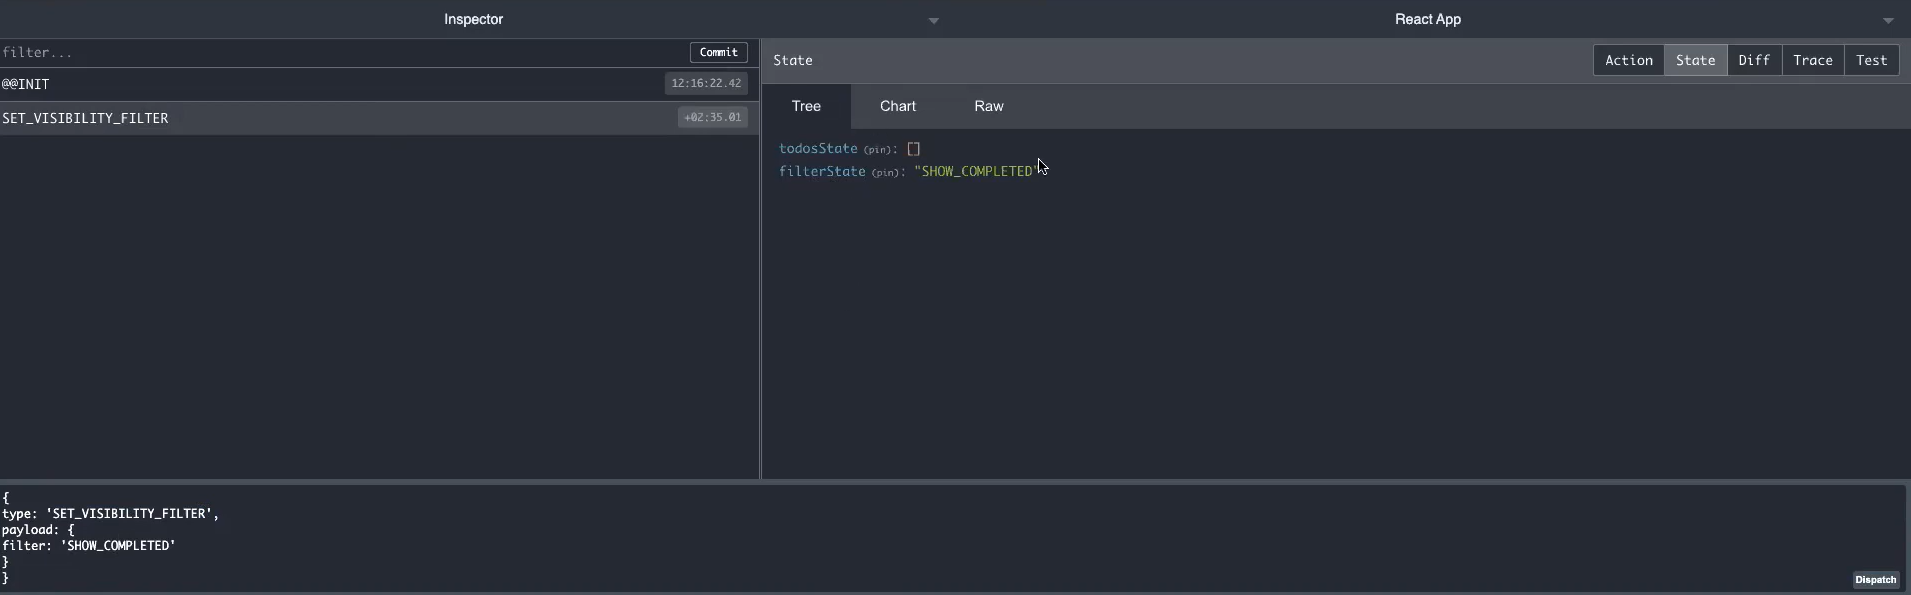 Inspector
React App
filter...
Commit
@@INIT
12:16:22.42
SET_VISIBILITY_FILTER
+02:35.01
State
Action
State
Diff
Trace
Test
Tree
Chart
Raw
todosState (pin): []
filterState (pin): "SHOW_COMPLETED"
{
type: 'SET_VISIBILITY_FILTER',
payload: {
filter: 'SHOW_COMPLETED'
}
}
Dispatch